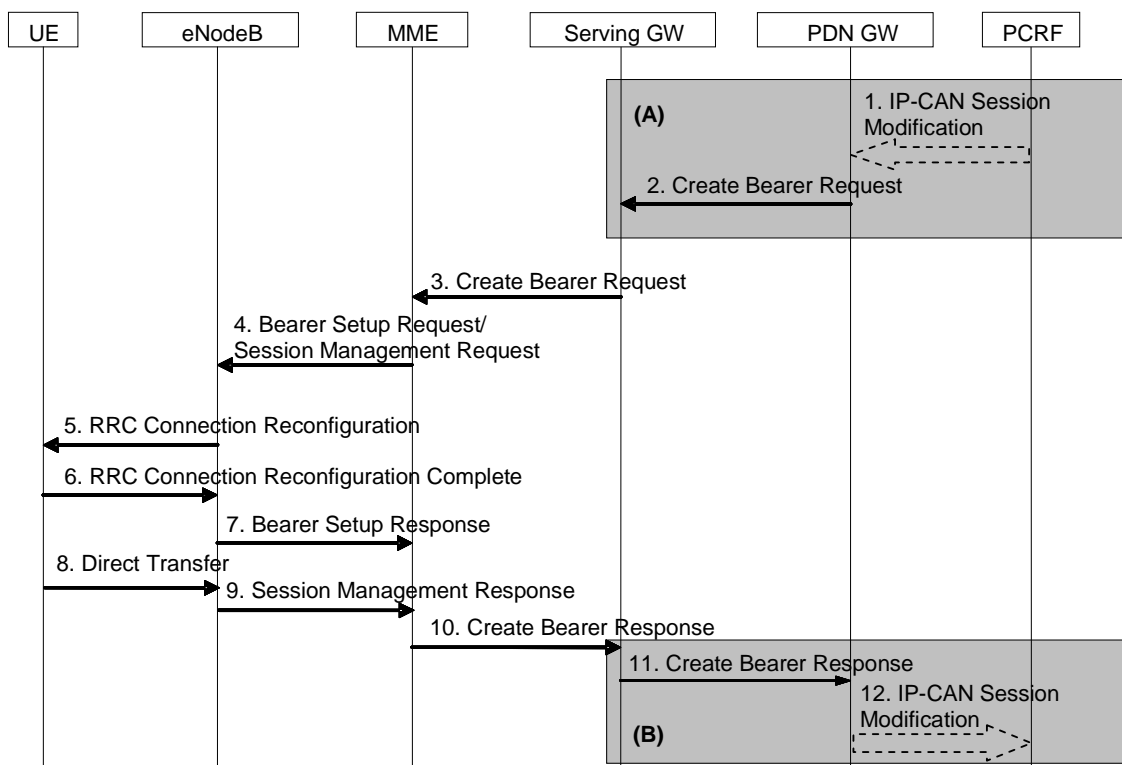 UE
eNodeB
MME
Serving GW
PDN GW
PCRF
(A)
1. IP-CAN Session
Modification
2. Create Bearer Request
3. Create Bearer Request
4. Bearer Setup Request/
Session Management Request
5. RRC Connection Reconfiguration
6. RRC Connection Reconfiguration Complete
7. Bearer Setup Response
8. Direct Transfer
9. Session Management Response
10. Create Bearer Response
11. Create Bearer Response
12. IP-CAN Session
Modification
(B)